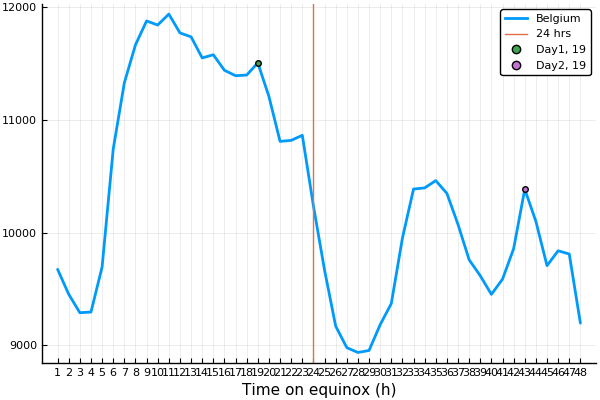 12000
11000
10000
9000
Belgium
24 hrs
Day1, 19
Day2, 19
1 2 3 4 5 6 7 8 9 10 11 12 13 14 15 16 17 18 19 20 21 22 23 24 25 26 27 28 29 30 31 32 33 34 35 36 37 38 39 40 41 42 43 44 45 46 47 48
Time on equinox (h)